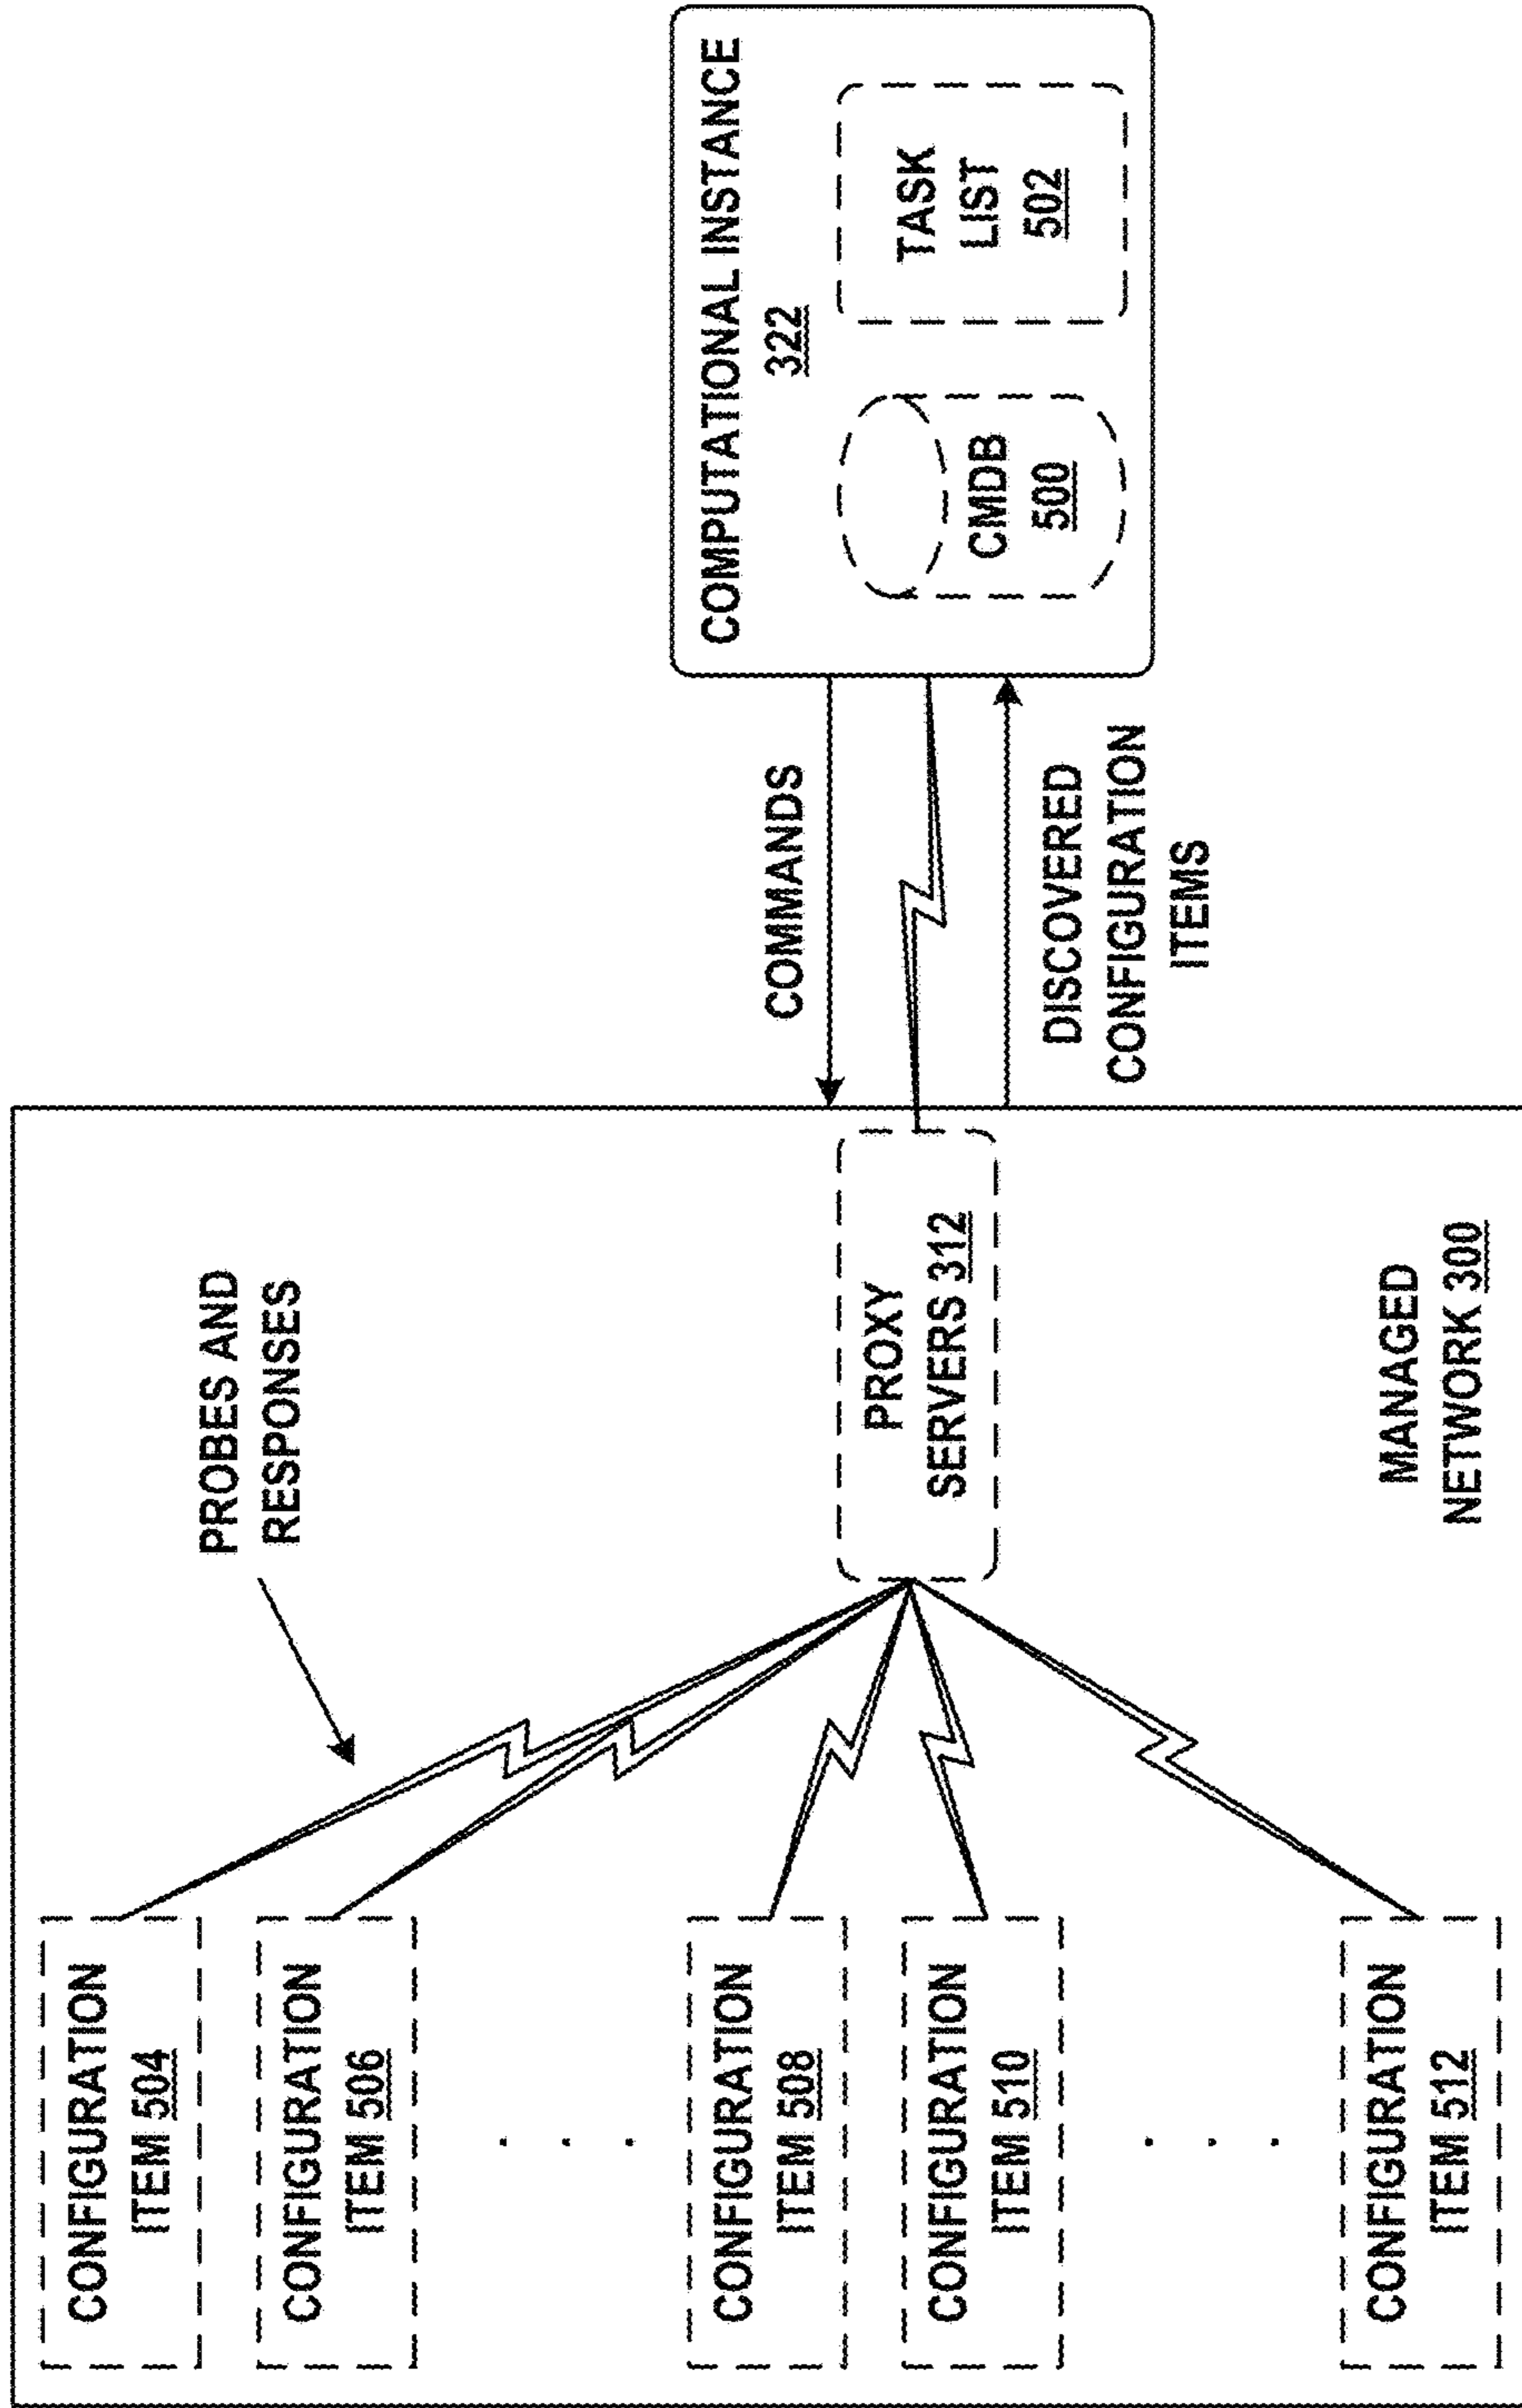 CONFIGURATION
ITEM 504
CONFIGURATION
ITEM 506
. . .
CONFIGURATION
ITEM 508
CONFIGURATION
ITEM 510
. . .
CONFIGURATION
ITEM 512
PROBES AND
RESPONSES
PROXY
SERVERS 312
MANAGED
NETWORK 300
COMMANDS
DISCOVERED
CONFIGURATION
ITEMS
COMPUTATIONAL INSTANCE
322
CMDB
500
TASK
LIST
502